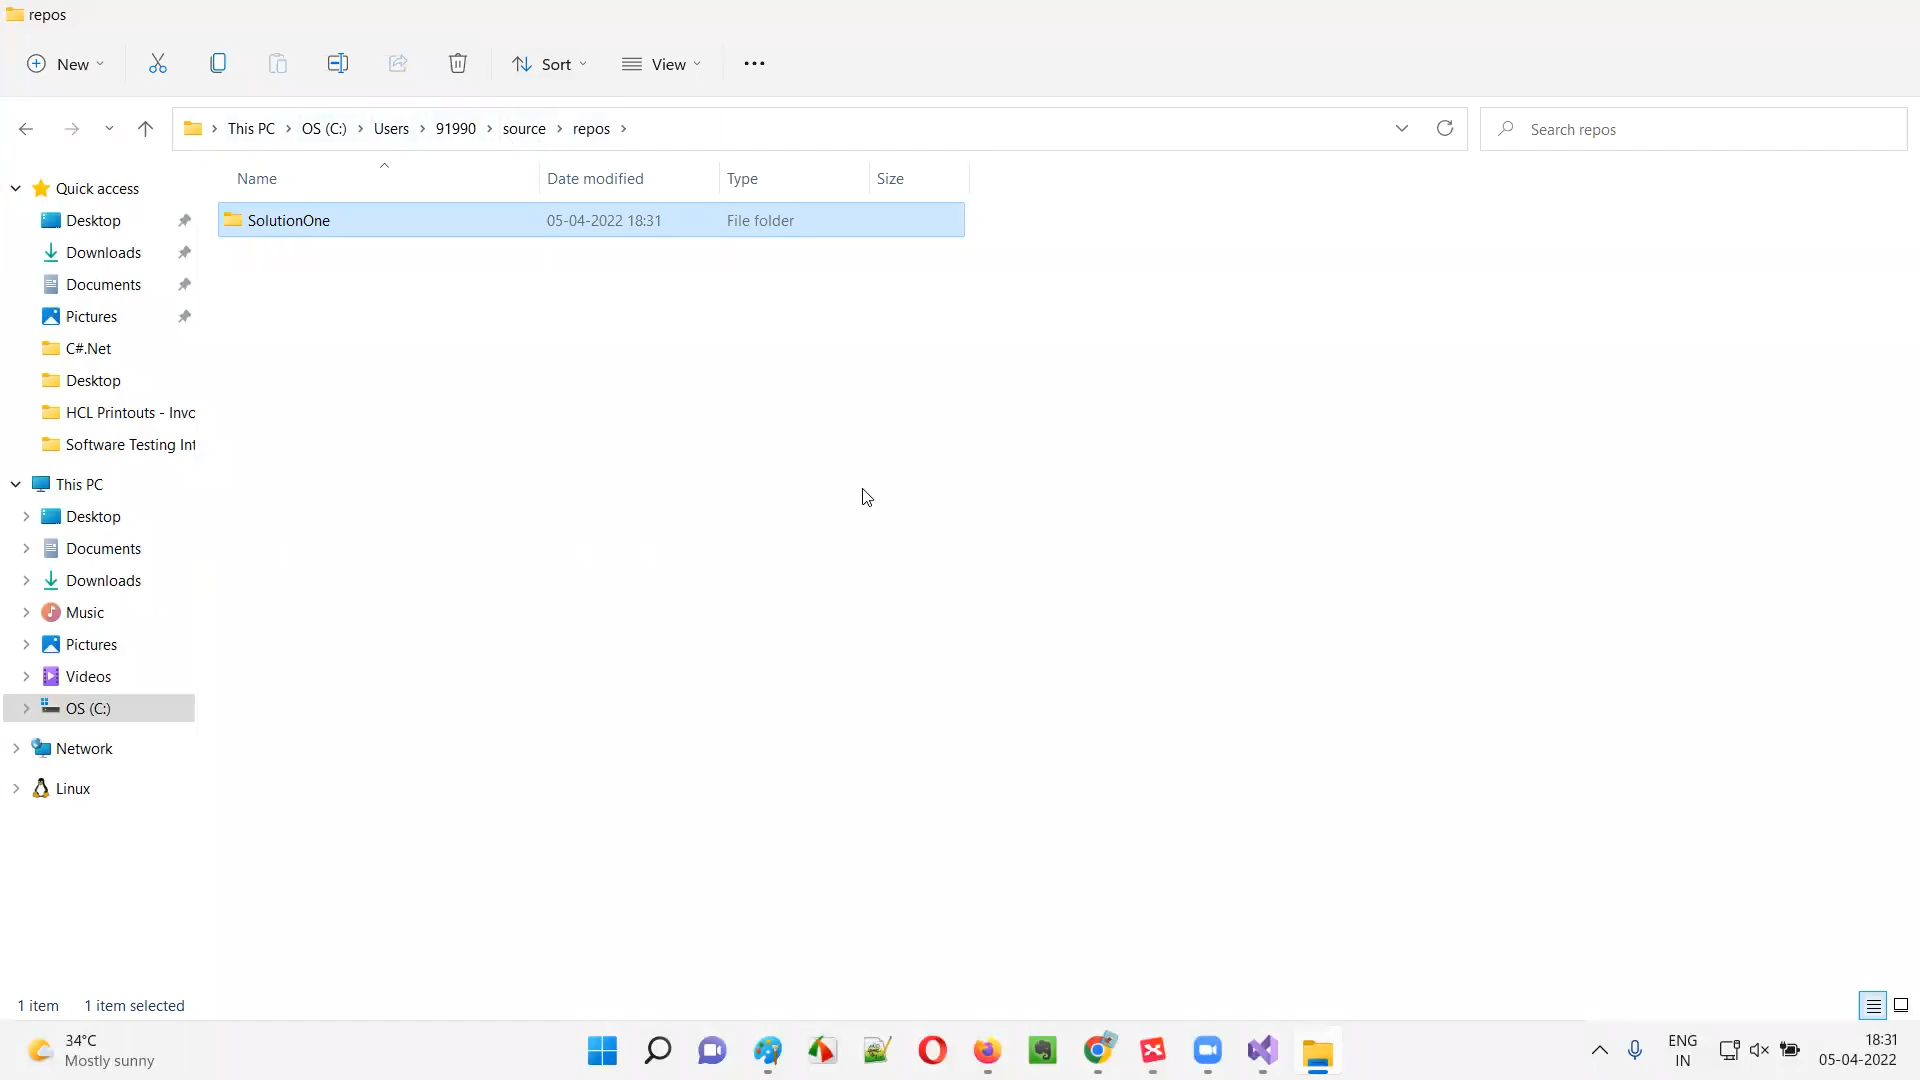 repos
New
Sort
View
This PC
OS (C:)
Users
91990
source
repos
Search repos
Name
Date modified
Type
Size
SolutionOne
05-04-2022 18:31
File folder
Quick access
Desktop
Downloads
Documents
Pictures
C#.Net
Desktop
HCL Printouts - Invo
Software Testing Int
This PC
Desktop
Documents
Downloads
Music
Pictures
Videos
OS (C:)
Network
Linux
1 item
1 item selected
34°C
Mostly sunny
ENG
IN
18:31
05-04-2022